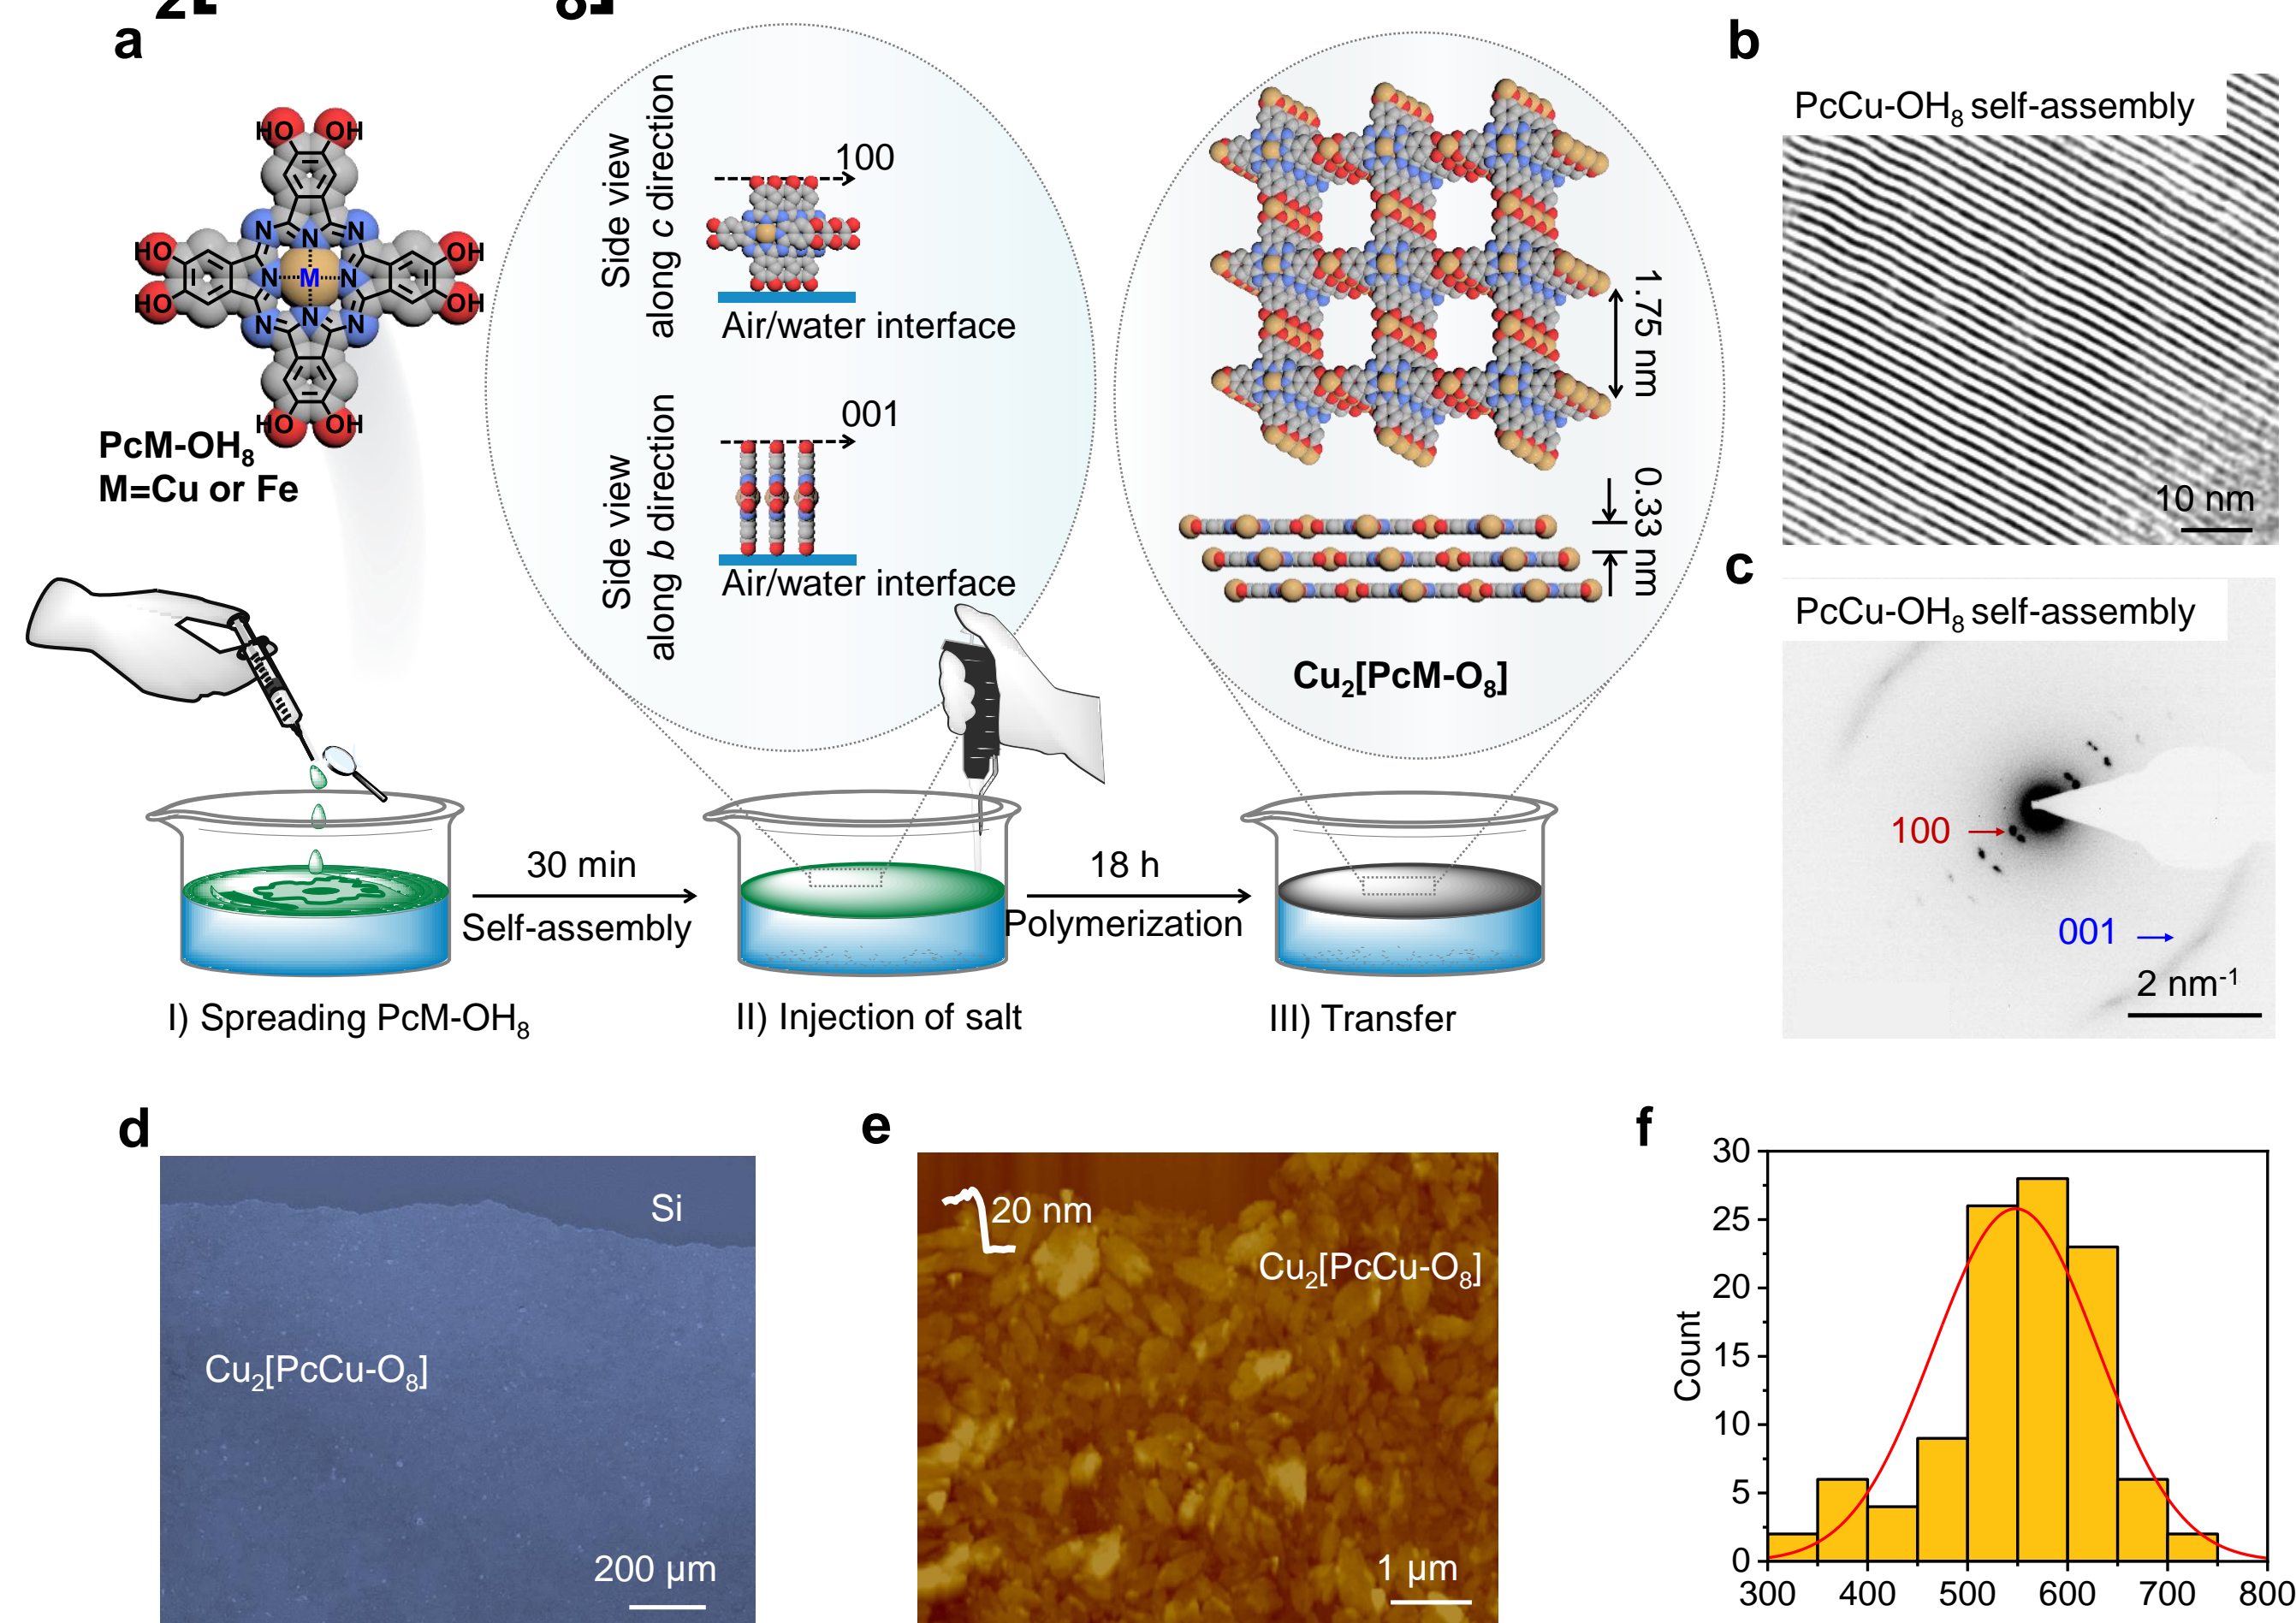 2[ 8]
a
HO OH
HO OH
N N N
N M N
N N N
HO OH
HO OH
PcM-OH8
M=Cu or Fe
Side view
along c direction
100
Air/water interface
Side view
along b direction
001
Air/water interface
1.75 nm
0.33 nm
Cu2[PcM-O8]
30 min
Self-assembly
18 h
Polymerization
I) Spreading PcM-OH8
II) Injection of salt
III) Transfer
b
PcCu-OH8 self-assembly
10 nm
c
PcCu-OH8 self-assembly
100
001
2 nm-1
d
Si
Cu2[PcCu-O8]
200 µm
e
20 nm
Cu2[PcCu-O8]
1 µm
f
Count
30
25
20
15
10
5
0
300 400 500 600 700 800